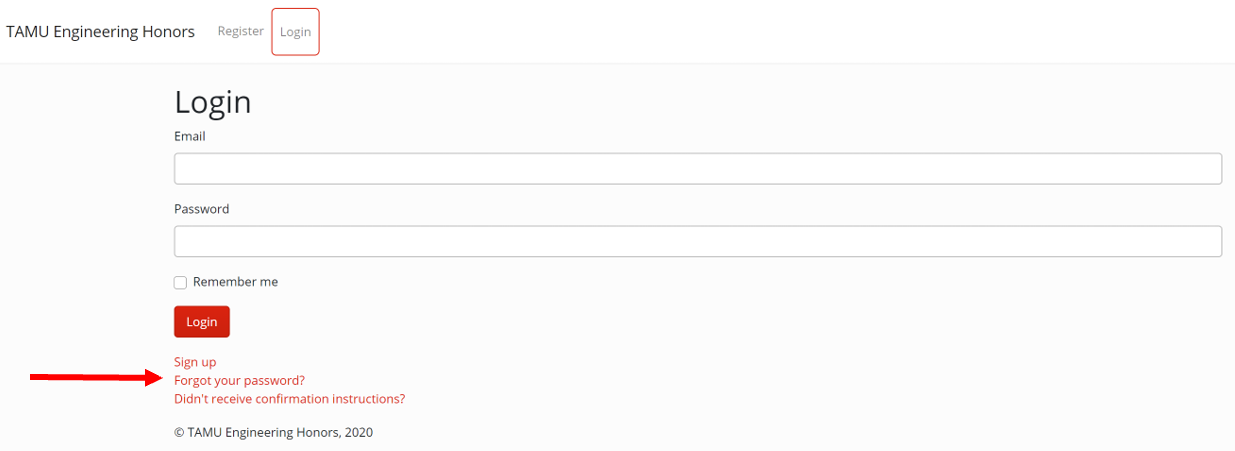 TAMU Engineering Honors Register Login
Login
Email
Password
Remember me
Login
Sign up
Forgot your password?
Didn't receive confirmation instructions?
© TAMU Engineering Honors, 2020